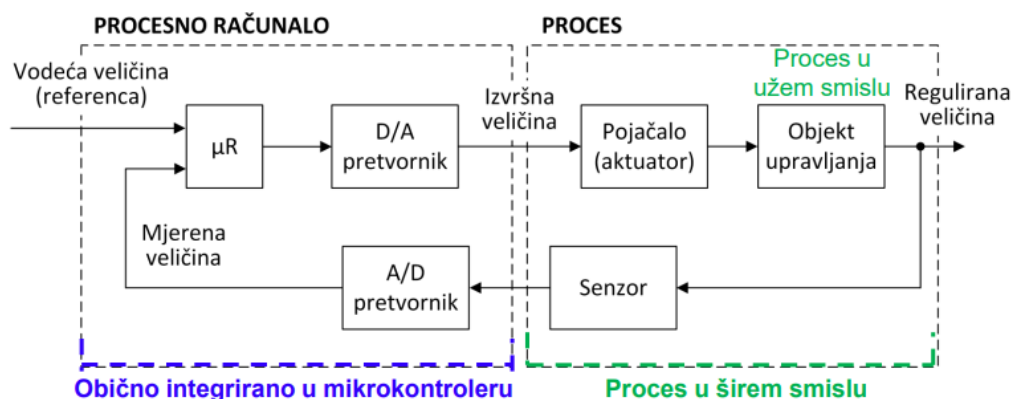 PROCESNO RAČUNALO
PROCES
Vodeća veličina
(referenca)
μR
D/A
pretvornik
Izvršna
veličina
Pojačalo
(aktuator)
Proces u
užem smislu
Objekt
upravljanja
Regulirana
veličina
Mjerena
veličina
A/D
pretvornik
Senzor
Obično integrirano u mikrokontroleru
Proces u širem smislu